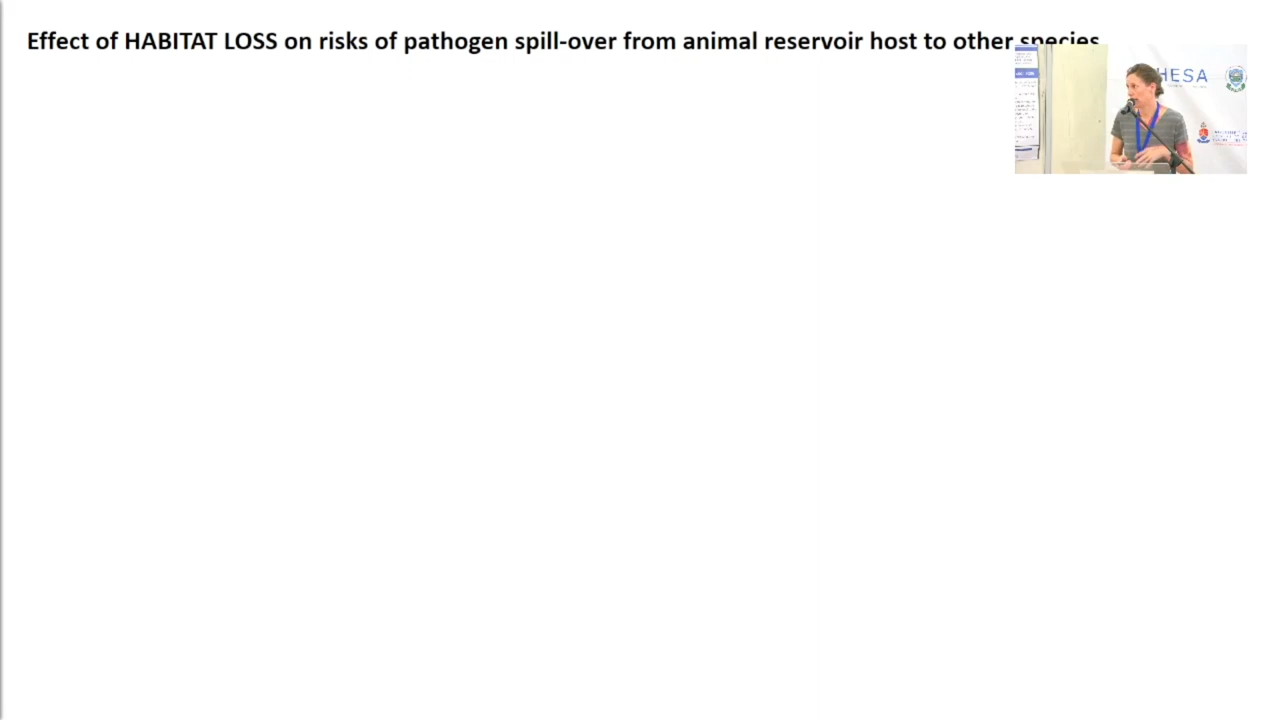 Effect of HABITAT LOSS on risks of pathogen spill-over from animal reservoir host to other species
HESA